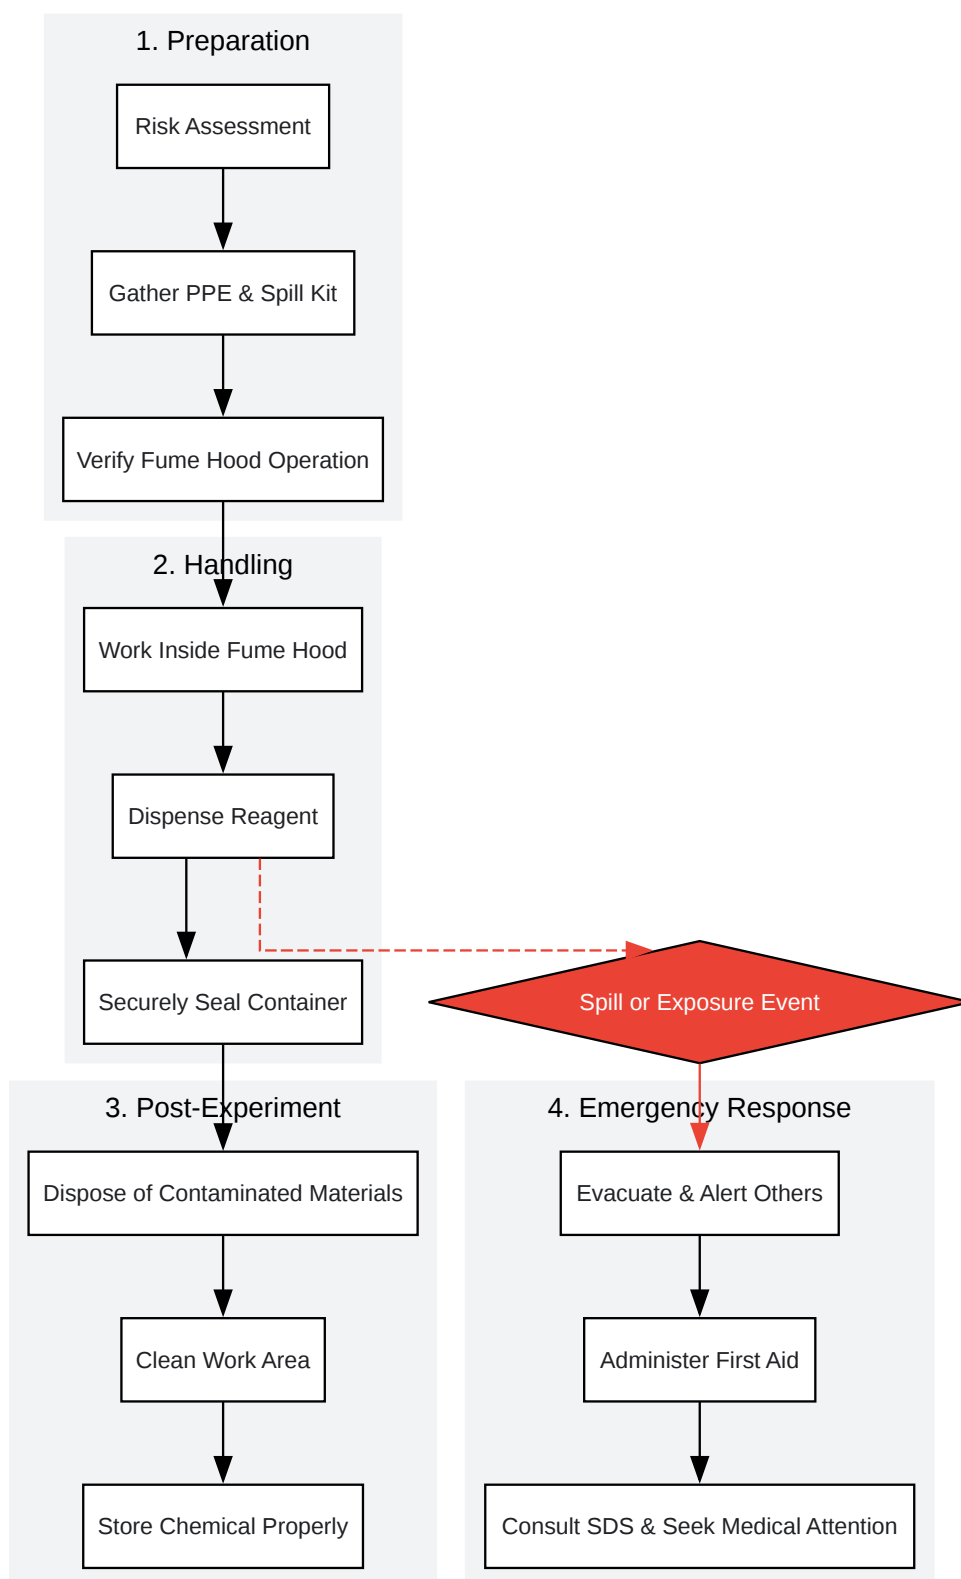 1. Preparation
Risk Assessment
Gather PPE & Spill Kit
Verify Fume Hood Operation
2. Handling
Work Inside Fume Hood
Dispense Reagent
Securely Seal Container
Spill or Exposure Event
3. Post-Experiment
Dispose of Contaminated Materials
Clean Work Area
Store Chemical Properly
4. Emergency Response
Evacuate & Alert Others
Administer First Aid
Consult SDS & Seek Medical Attention